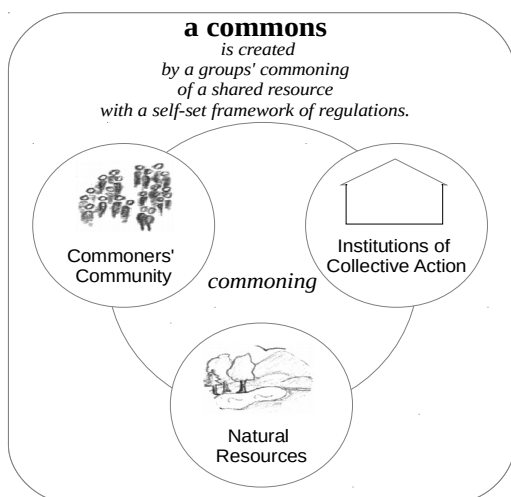 a commons
is created
by a groups' commoning
of a shared resource
with a self-set framework of regulations.
Commoners'
Community
Institutions of
Collective Action
commoning
Natural
Resources